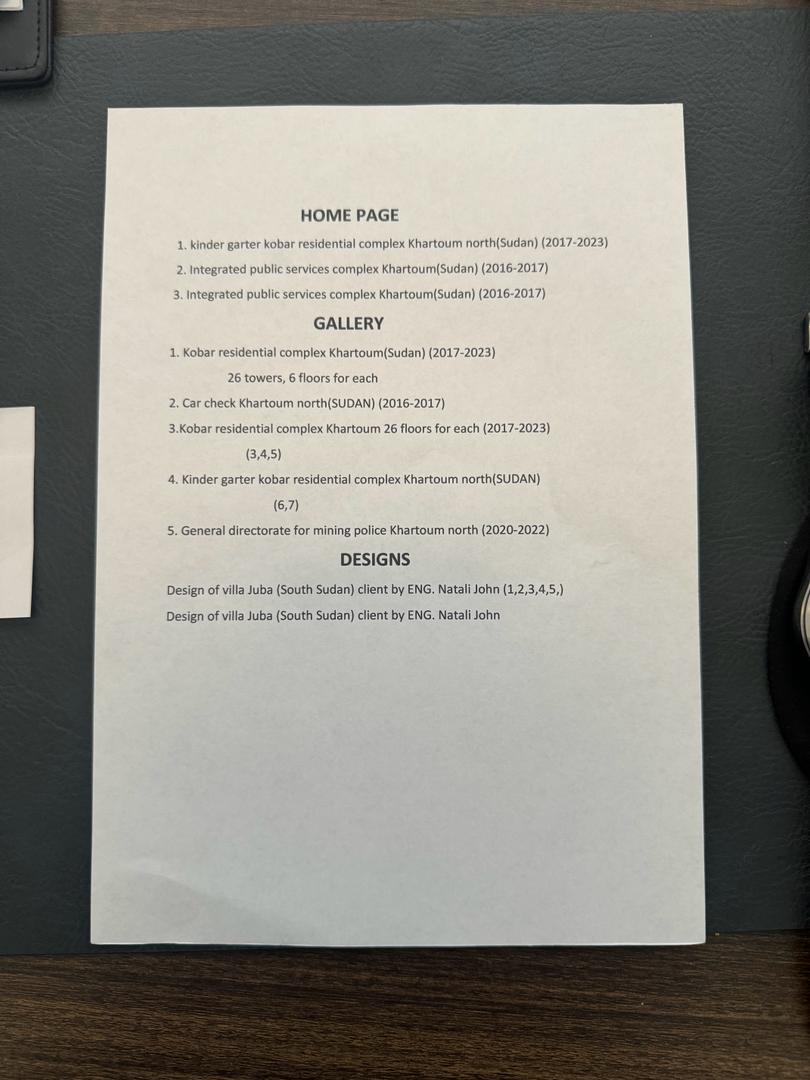 HOME PAGE
1. kinder garter kobar residential complex Khartoum north(Sudan) (2017-2023)
2. Integrated public services complex Khartoum(Sudan) (2016-2017)
3. Integrated public services complex Khartoum(Sudan) (2016-2017)
GALLERY
1. Kobar residential complex Khartoum(Sudan) (2017-2023)
26 towers, 6 floors for each
2. Car check Khartoum north(SUDAN) (2016-2017)
3.Kobar residential complex Khartoum 26 floors for each (2017-2023)
(3,4,5)
4. Kinder garter kobar residential complex Khartoum north(SUDAN)
(6,7)
5. General directorate for mining police Khartoum north (2020-2022)
DESIGNS
Design of villa Juba (South Sudan) client by ENG. Natali John (1,2,3,4,5,)
Design of villa Juba (South Sudan) client by ENG. Natali John